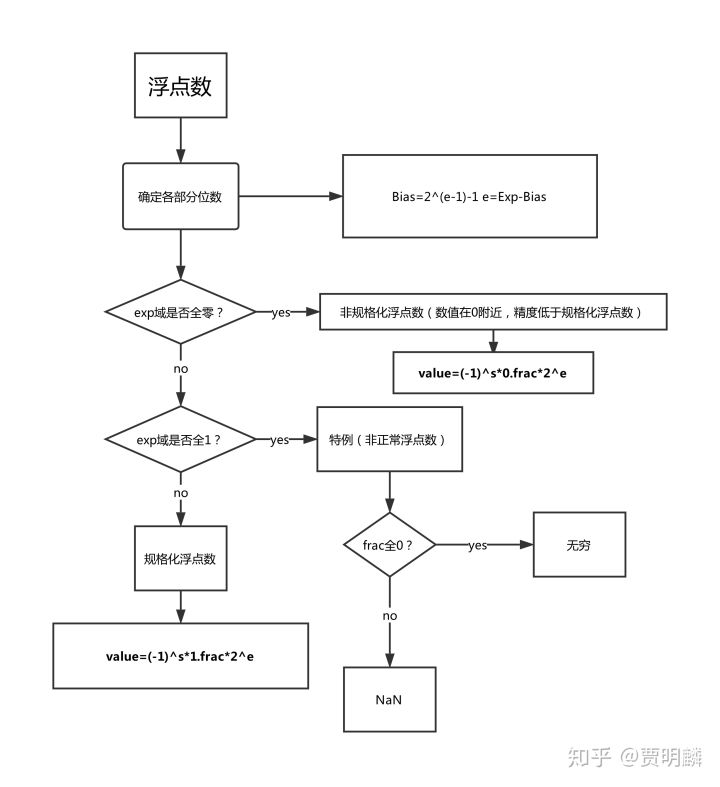 浮点数
确定各部分位数
Bias=2^(e-1)-1 e=Exp-Bias
exp域是否全零？
yes
非规格化浮点数（数值在0附近，精度低于规格化浮点数）
value=(-1)^s*0.frac*2^e
no
exp域是否全1？
yes
特例（非正常浮点数）
no
规格化浮点数
frac全0？
yes
无穷
value=(-1)^s*1.frac*2^e
no
NaN
知乎 @贾明麟